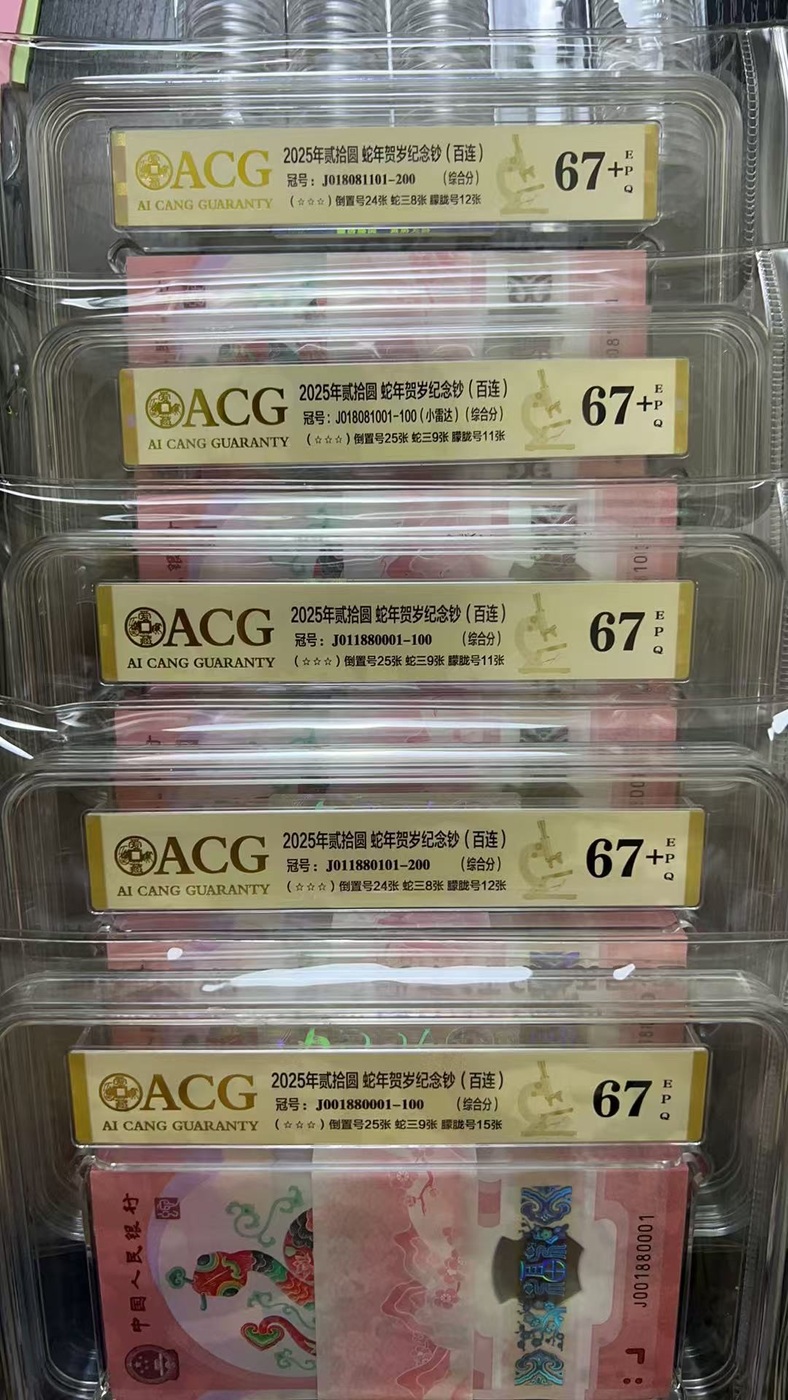 ACG
AI CANG GUARANTY
2025年贰拾圆 蛇年贺岁纪念钞（百连）
冠号：J018081101-200 （综合分）
（☆☆☆）倒置号24张 蛇三8张 朦胧号12张
67+
EPQ
ACG
AI CANG GUARANTY
2025年贰拾圆 蛇年贺岁纪念钞（百连）
冠号：J018081001-100（小雷达）（综合分）
（☆☆☆）倒置号25张 蛇三9张 朦胧号11张
67+
EPQ
ACG
AI CANG GUARANTY
2025年贰拾圆 蛇年贺岁纪念钞（百连）
冠号：J011880001-100 （综合分）
（☆☆☆）倒置号25张 蛇三9张 朦胧号11张
67
EPQ
ACG
AI CANG GUARANTY
2025年贰拾圆 蛇年贺岁纪念钞（百连）
冠号：J011880101-200 （综合分）
（☆☆☆）倒置号24张 蛇三8张 朦胧号12张
67+
EPQ
ACG
AI CANG GUARANTY
2025年贰拾圆 蛇年贺岁纪念钞（百连）
冠号：J001880001-100 （综合分）
（☆☆☆）倒置号25张 蛇三9张 朦胧号15张
67
EPQ
中国人民银行
J001880001